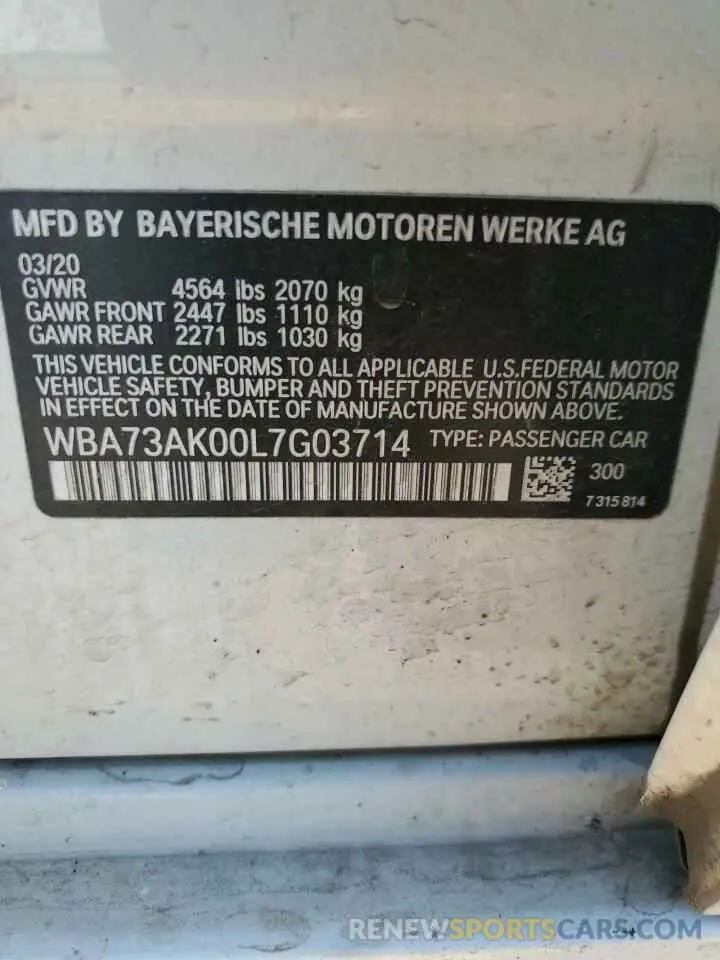 MFD BY BAYERISCHE MOTOREN WERKE AG
03/20
GVWR 4564 lbs 2070 kg
GAWR FRONT 2447 lbs 1110 kg
GAWR REAR 2271 lbs 1030 kg
THIS VEHICLE CONFORMS TO ALL APPLICABLE U.S.FEDERAL MOTOR
VEHICLE SAFETY, BUMPER AND THEFT PREVENTION STANDARDS
IN EFFECT ON THE DATE OF MANUFACTURE SHOWN ABOVE.
WBA73AK00L7G03714 TYPE: PASSENGER CAR
300
7315814
RENEWSPORTSCARS.COM